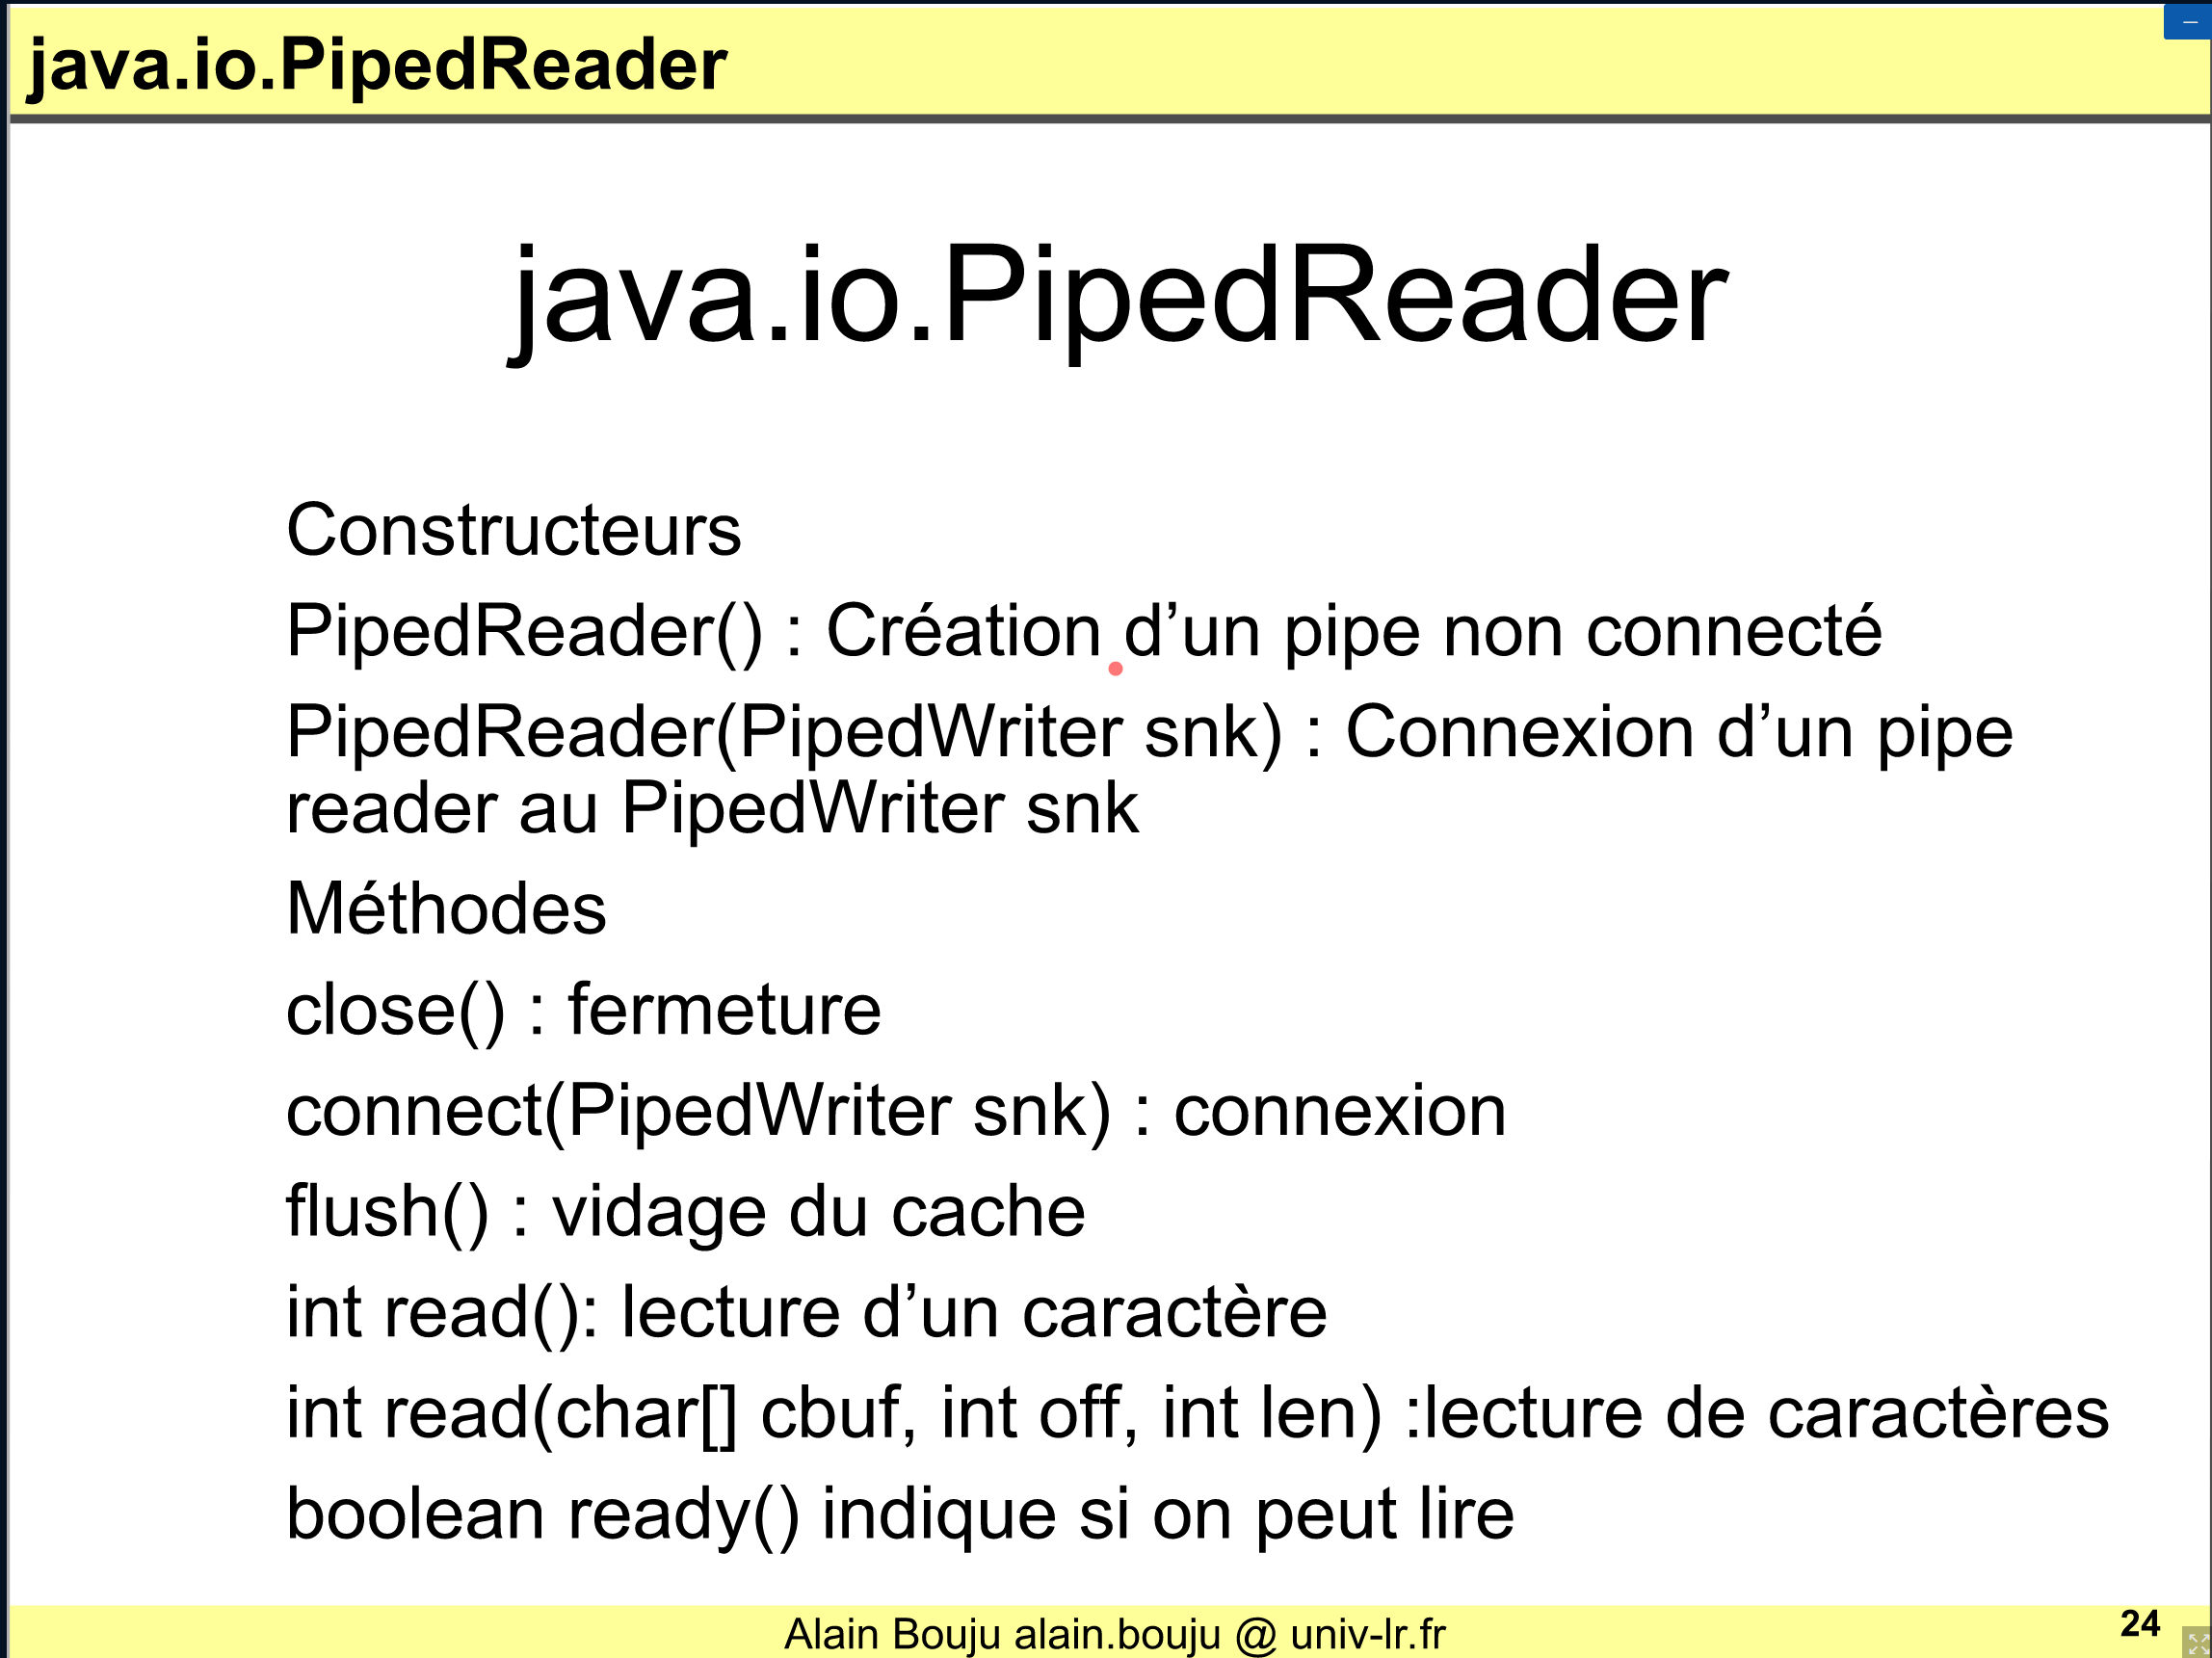 java.io.PipedReader
java.io.PipedReader
Constructeurs
PipedReader() : Création d’un pipe non connecté
PipedReader(PipedWriter snk) : Connexion d’un pipe
reader au PipedWriter snk
Méthodes
close() : fermeture
connect(PipedWriter snk) : connexion
flush() : vidage du cache
int read(): lecture d’un caractère
int read(char[] cbuf, int off, int len) :lecture de caractères
boolean ready() indique si on peut lire
Alain Bouju alain.bouju @ univ-lr.fr
24